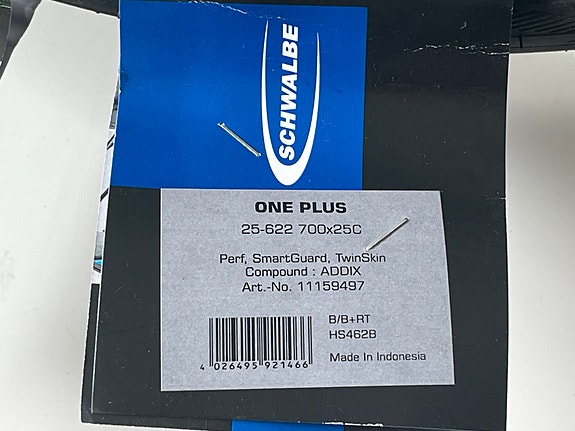 SCHWALBE
ONE PLUS
25-622 700x25C
Perf, SmartGuard, TwinSkin
Compound : ADDIX
Art.-No. 11159497
B/B+RT
HS462B
Made In Indonesia
4 026495 921466